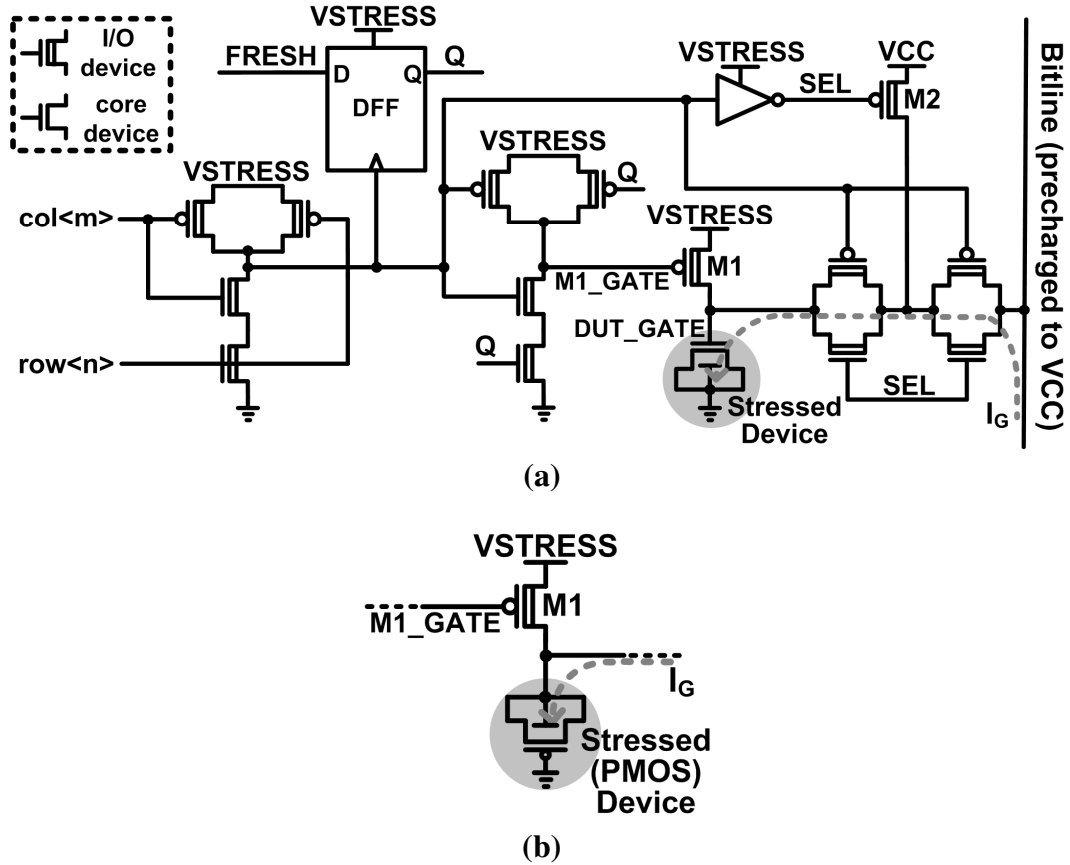 I/O
device
core
device
VSTRESS
FRESH
D
Q
Q
DFF
VSTRESS
SEL
VCC
M2
Bitline (precharged to VCC)
VSTRESS
col<m>
VSTRESS
Q
VSTRESS
M1_GATE
M1
DUT_GATE
row<n>
Q
SEL
Stressed
Device
IG
(a)
VSTRESS
M1_GATE
M1
IG
Stressed
(PMOS)
Device
(b)